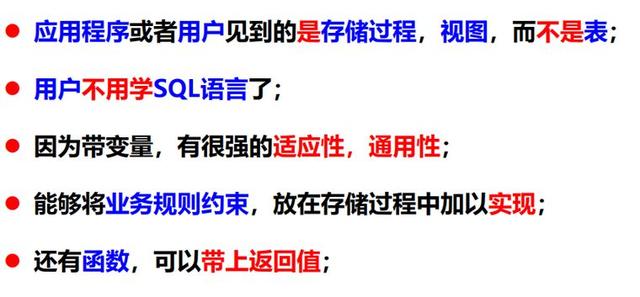 ● 应用程序或者用户见到的是存储过程，视图，而不是表；
● 用户不用学SQL语言了；
● 因为带变量，有很强的适应性，通用性；
● 能够将业务规则约束，放在存储过程中加以实现；
● 还有函数，可以带上返回值；